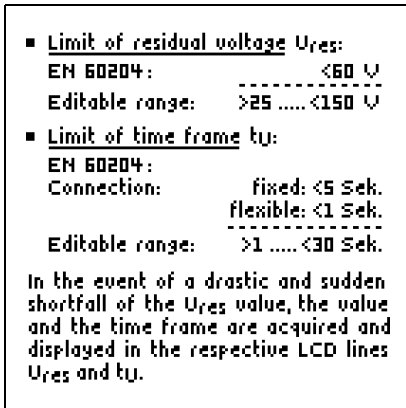 ▪ Limit of residual voltage Ures:
EN 60204: <60 V
Editable range: >25 ..... <150 V
▪ Limit of time frame tU:
EN 60204:
Connection: fixed: <5 Sek.
flexible: <1 Sek.
Editable range: >1 ..... <30 Sek.
In the event of a drastic and sudden
shortfall of the Ures value, the value
and the time frame are acquired and
displayed in the respective LCD lines
Ures and tU.